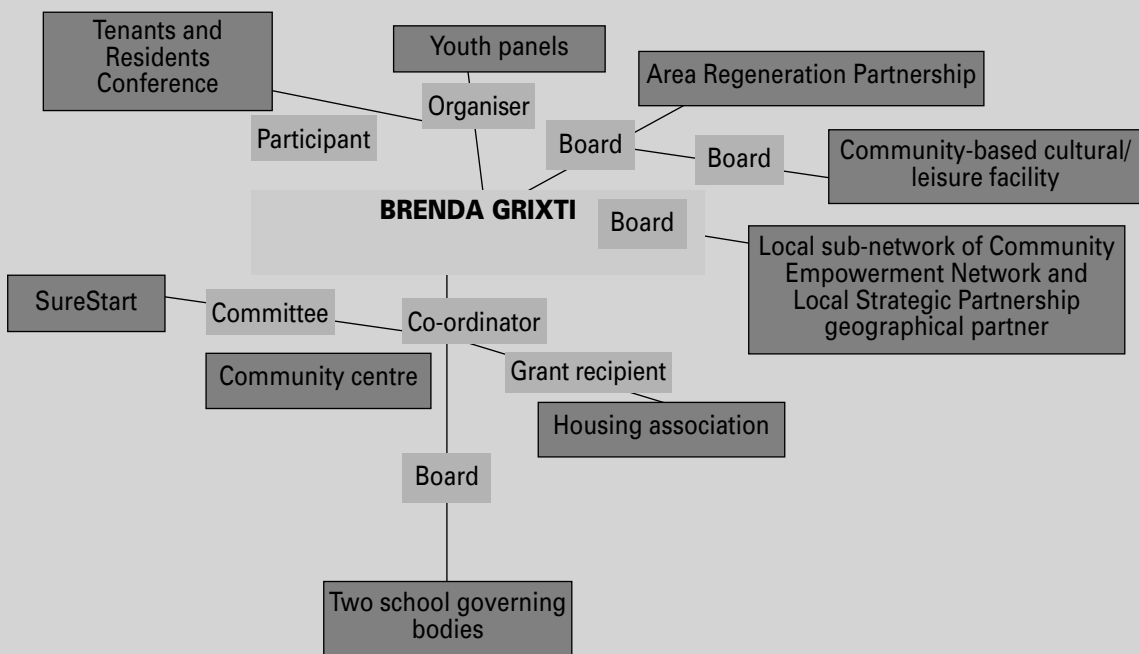 Tenants and
Residents
Conference
Youth panels
Area Regeneration Partnership
Organiser
Participant
Board
Board
Community-based cultural/
leisure facility
BRENDA GRIXTI
Board
Local sub-network of Community
Empowerment Network and
Local Strategic Partnership
geographical partner
SureStart
Committee
Co-ordinator
Community centre
Grant recipient
Housing association
Board
Two school governing
bodies